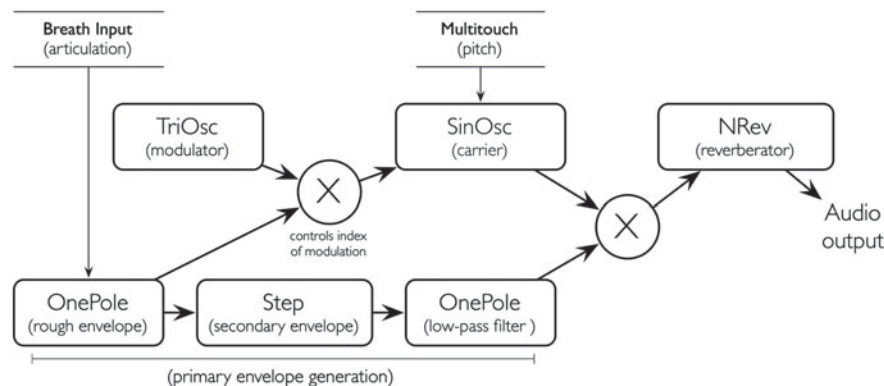 Breath Input
(articulation)
Multitouch
(pitch)
TriOsc
(modulator)
SinOsc
(carrier)
NRev
(reverberator)
X
controls index
of modulation
X
Audio
output
OnePole
(rough envelope)
Step
(secondary envelope)
OnePole
(low-pass filter )
(primary envelope generation)